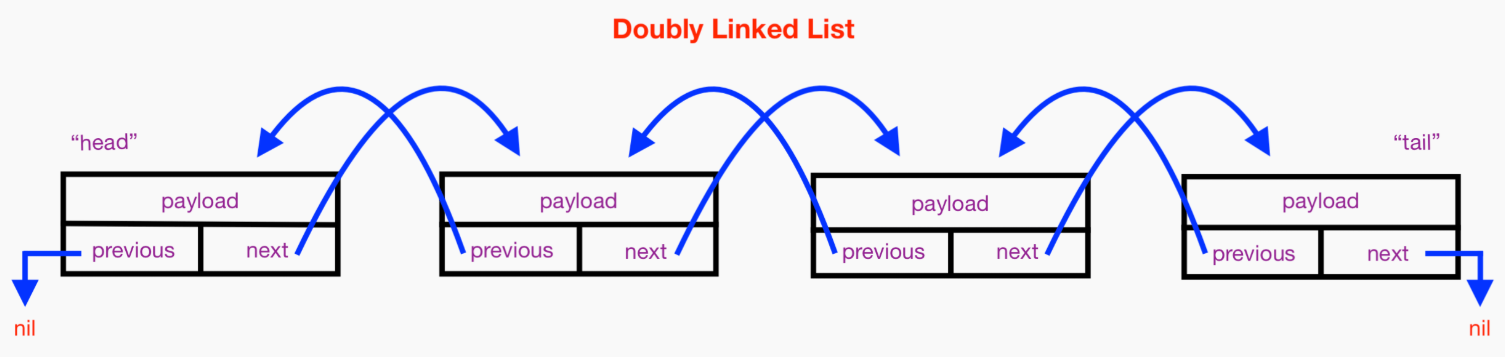 Doubly Linked List
“head”
“tail”
payload
previous next
payload
previous next
payload
previous next
payload
previous next
nil
nil